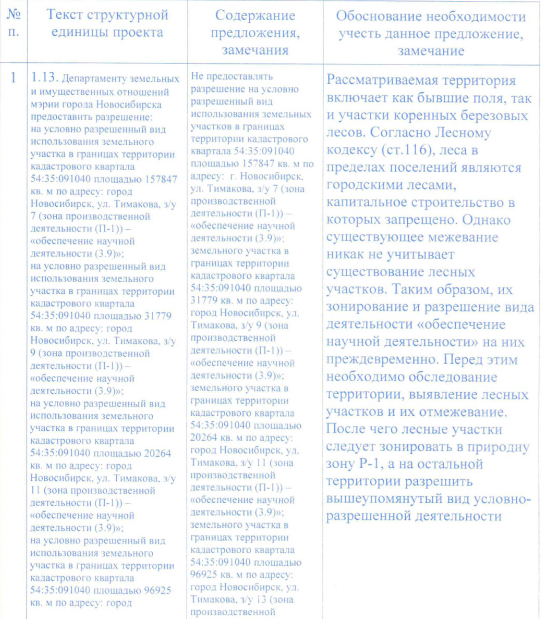 №
п.
Текст структурной
единицы проекта
Содержание
предложения,
замечания
Обоснование необходимости
учесть данное предложение,
замечание
1
1.13. Департаменту земельных
и имущественных отношений
мэрии города Новосибирска
предоставить разрешение:
на условно разрешенный вид
использования земельного
участка в границах территории
кадастрового квартала
54:35:091040 площадью 157847
кв. м по адресу: город
Новосибирск, ул. Тимакова, з/у
7 (зона производственной
деятельности (П-1)) –
«обеспечение научной
деятельности (3.9)»;
на условно разрешенный вид
использования земельного
участка в границах территории
кадастрового квартала
54:35:091040 площадью 31779
кв. м по адресу: город
Новосибирск, ул. Тимакова, з/у
9 (зона производственной
деятельности (П-1)) –
«обеспечение научной
деятельности (3.9)»;
на условно разрешенный вид
использования земельного
участка в границах территории
кадастрового квартала
54:35:091040 площадью 20264
кв. м по адресу: город
Новосибирск, ул. Тимакова, з/у
11 (зона производственной
деятельности (П-1)) –
«обеспечение научной
деятельности (3.9)»;
на условно разрешенный вид
использования земельного
участка в границах территории
кадастрового квартала
54:35:091040 площадью 96925
кв. м по адресу: город
Не предоставлять
разрешение на условно
разрешенный вид
использования земельных
участков в границах
территории кадастрового
квартала 54:35:091040
площадью 157847 кв. м по
адресу: г. Новосибирск,
ул. Тимакова, з/у 7 (зона
производственной
деятельности (П-1)) –
«обеспечение научной
деятельности (3.9)»;
земельного участка в
границах территории
кадастрового квартала
54:35:091040 площадью
31779 кв. м по адресу:
город Новосибирск, ул.
Тимакова, з/у 9 (зона
производственной
деятельности (П-1)) –
«обеспечение научной
деятельности (3.9)»;
земельного участка в
границах территории
кадастрового квартала
54:35:091040 площадью
20264 кв. м по адресу:
город Новосибирск, ул.
Тимакова, з/у 11 (зона
производственной
деятельности (П-1)) –
«обеспечение научной
деятельности (3.9)»;
земельного участка в
границах территории
кадастрового квартала
54:35:091040 площадью
96925 кв. м по адресу:
город Новосибирск, ул.
Тимакова, з/у 13 (зона
производственной
Рассматриваемая территория
включает как бывшие поля, так
и участки коренных березовых
лесов. Согласно Лесному
кодексу (ст.116), леса в
пределах поселений являются
городскими лесами,
капитальное строительство в
которых запрещено. Однако
существующее межевание
никак не учитывает
существование лесных
участков. Таким образом, их
зонирование и разрешение вида
деятельности «обеспечение
научной деятельности» на них
преждевременно. Перед этим
необходимо обследование
территории, выявление лесных
участков и их отмежевание.
После чего лесные участки
следует зонировать в природну
зону Р-1, а на остальной
территории разрешить
вышеупомянутый вид условно-
разрешенной деятельности